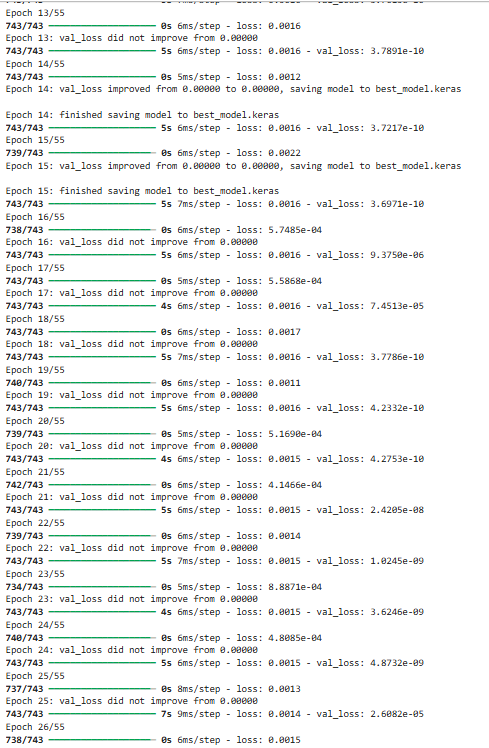 Epoch 13/55
743/743 0s 6ms/step - loss: 0.0016
Epoch 13: val_loss did not improve from 0.00000
743/743 5s 6ms/step - loss: 0.0016 - val_loss: 3.7891e-10
Epoch 14/55
743/743 0s 5ms/step - loss: 0.0012
Epoch 14: val_loss improved from 0.00000 to 0.00000, saving model to best_model.keras
Epoch 14: finished saving model to best_model.keras
743/743 5s 6ms/step - loss: 0.0016 - val_loss: 3.7217e-10
Epoch 15/55
739/743 0s 6ms/step - loss: 0.0022
Epoch 15: val_loss improved from 0.00000 to 0.00000, saving model to best_model.keras
Epoch 15: finished saving model to best_model.keras
743/743 5s 7ms/step - loss: 0.0016 - val_loss: 3.6971e-10
Epoch 16/55
738/743 0s 6ms/step - loss: 5.7485e-04
Epoch 16: val_loss did not improve from 0.00000
743/743 5s 6ms/step - loss: 0.0016 - val_loss: 9.3750e-06
Epoch 17/55
743/743 0s 5ms/step - loss: 5.5868e-04
Epoch 17: val_loss did not improve from 0.00000
743/743 4s 6ms/step - loss: 0.0016 - val_loss: 7.4513e-05
Epoch 18/55
743/743 0s 6ms/step - loss: 0.0017
Epoch 18: val_loss did not improve from 0.00000
743/743 5s 7ms/step - loss: 0.0016 - val_loss: 3.7786e-10
Epoch 19/55
740/743 0s 6ms/step - loss: 0.0011
Epoch 19: val_loss did not improve from 0.00000
743/743 5s 6ms/step - loss: 0.0016 - val_loss: 4.2332e-10
Epoch 20/55
739/743 0s 5ms/step - loss: 5.1690e-04
Epoch 20: val_loss did not improve from 0.00000
743/743 4s 6ms/step - loss: 0.0015 - val_loss: 4.2753e-10
Epoch 21/55
742/743 0s 6ms/step - loss: 4.1466e-04
Epoch 21: val_loss did not improve from 0.00000
743/743 5s 6ms/step - loss: 0.0015 - val_loss: 2.4205e-08
Epoch 22/55
739/743 0s 6ms/step - loss: 0.0014
Epoch 22: val_loss did not improve from 0.00000
743/743 5s 7ms/step - loss: 0.0015 - val_loss: 1.0245e-09
Epoch 23/55
734/743 0s 5ms/step - loss: 8.8871e-04
Epoch 23: val_loss did not improve from 0.00000
743/743 4s 6ms/step - loss: 0.0015 - val_loss: 3.6246e-09
Epoch 24/55
740/743 0s 6ms/step - loss: 4.8085e-04
Epoch 24: val_loss did not improve from 0.00000
743/743 5s 6ms/step - loss: 0.0015 - val_loss: 4.8732e-09
Epoch 25/55
737/743 0s 8ms/step - loss: 0.0013
Epoch 25: val_loss did not improve from 0.00000
743/743 7s 9ms/step - loss: 0.0014 - val_loss: 2.6082e-05
Epoch 26/55
738/743 0s 6ms/step - loss: 0.0015